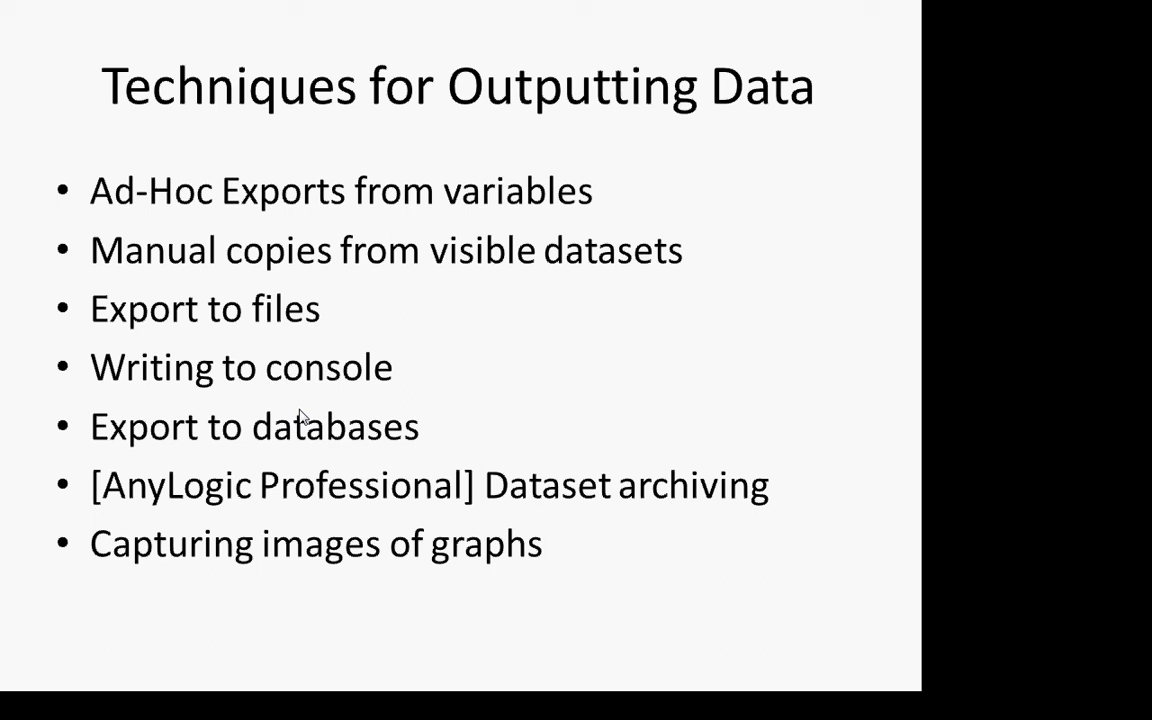 Techniques for Outputting Data
• Ad-Hoc Exports from variables
• Manual copies from visible datasets
• Export to files
• Writing to console
• Export to databases
• [AnyLogic Professional] Dataset archiving
• Capturing images of graphs